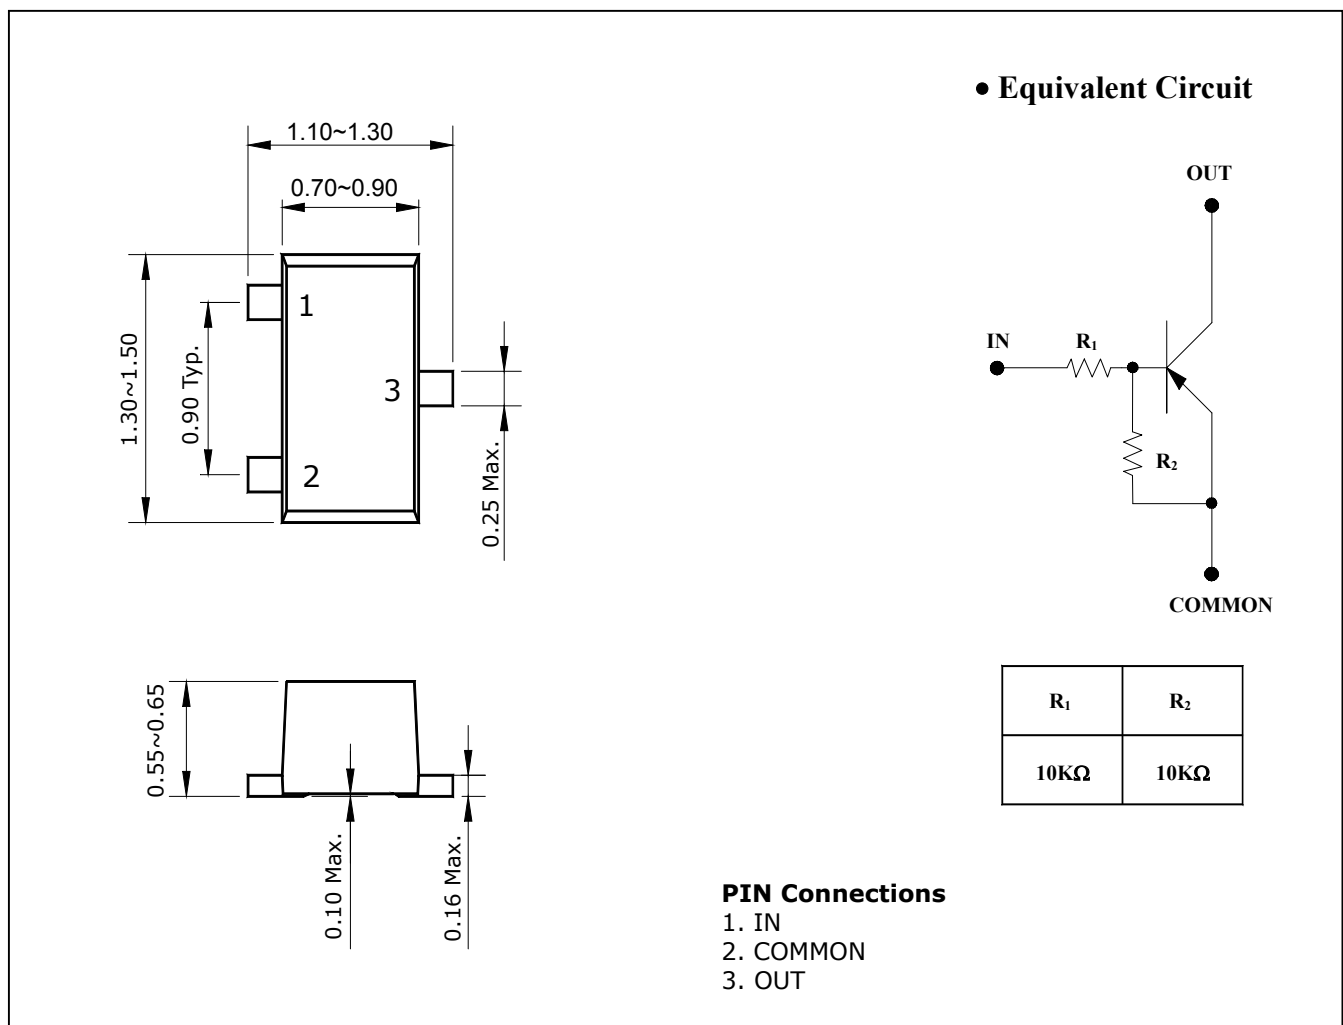 ● Equivalent Circuit
1.10~1.30
0.70~0.90
1.30~1.50
0.90 Typ.
1
2
3
0.25 Max.
OUT
IN
R₁
R₂
COMMON
0.55~0.65
0.10 Max.
0.16 Max.
R₁ R₂
10KΩ 10KΩ
PIN Connections
1. IN
2. COMMON
3. OUT